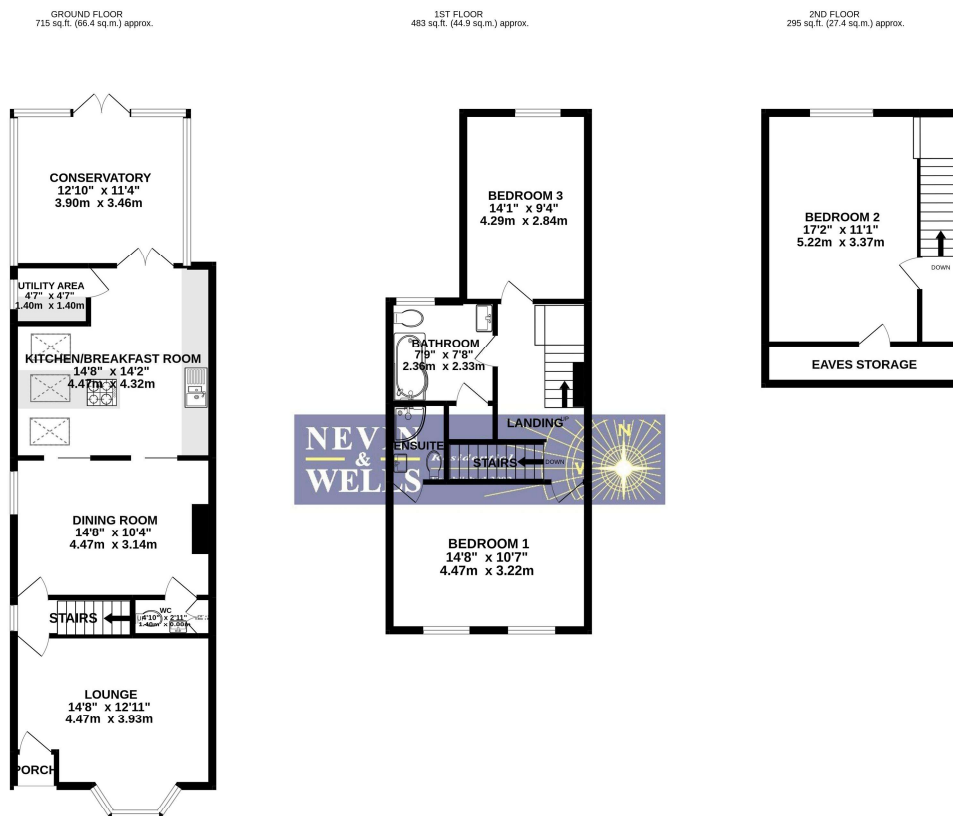 GROUND FLOOR
715 sq.ft. (66.4 sq.m.) approx.
1ST FLOOR
483 sq.ft. (44.9 sq.m.) approx.
2ND FLOOR
295 sq.ft. (27.4 sq.m.) approx.
CONSERVATORY
12'10" x 11'4"
3.90m x 3.46m
UTILITY AREA
4'7" x 4'7"
1.40m x 1.40m
KITCHEN/BREAKFAST ROOM
14'8" x 14'2"
4.47m x 4.32m
DINING ROOM
14'8" x 10'4"
4.47m x 3.14m
STAIRS
WC
4'10" x 2'11"
LOUNGE
14'8" x 12'11"
4.47m x 3.93m
PORCH
BEDROOM 3
14'1" x 9'4"
4.29m x 2.84m
BATHROOM
7'9" x 7'8"
2.36m x 2.33m
LANDING
UP
ENSUITE
STAIRS
DOWN
NEVIN
&
WELLS
Residential
N
W
BEDROOM 1
14'8" x 10'7"
4.47m x 3.22m
BEDROOM 2
17'2" x 11'1"
5.22m x 3.37m
DOWN
EAVES STORAGE